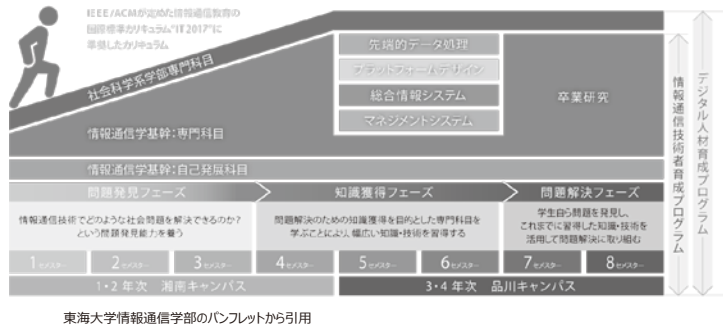 IEEE/ACMが定めた情報通信教育の
国際標準カリキュラム"IT2017"に
準拠したカリキュラム
社会科学系学部専門科目
先端的データ処理
プラットフォームデザイン
総合情報システム
マネジメントシステム
卒業研究
情報通信学基幹:専門科目
情報通信学基幹:自己発展科目
情報通信技術者育成プログラム
デジタル人材育成プログラム
問題発見フェーズ
知識獲得フェーズ
問題解決フェーズ
情報通信技術でどのような社会問題を解決できるのか?
という問題発見能力を養う
問題解決のための知識獲得を目的とした専門科目を
学ぶことにより、幅広い知識・技術を習得する
学生自ら問題を発見し、
これまでに習得した知識・技術を
活用して問題解決に取り組む
1セメスター
2セメスター
3セメスター
4セメスター
5セメスター
6セメスター
7セメスター
8セメスター
1・2年次 湘南キャンパス
3・4年次 品川キャンパス
東海大学情報通信学部のパンフレットから引用